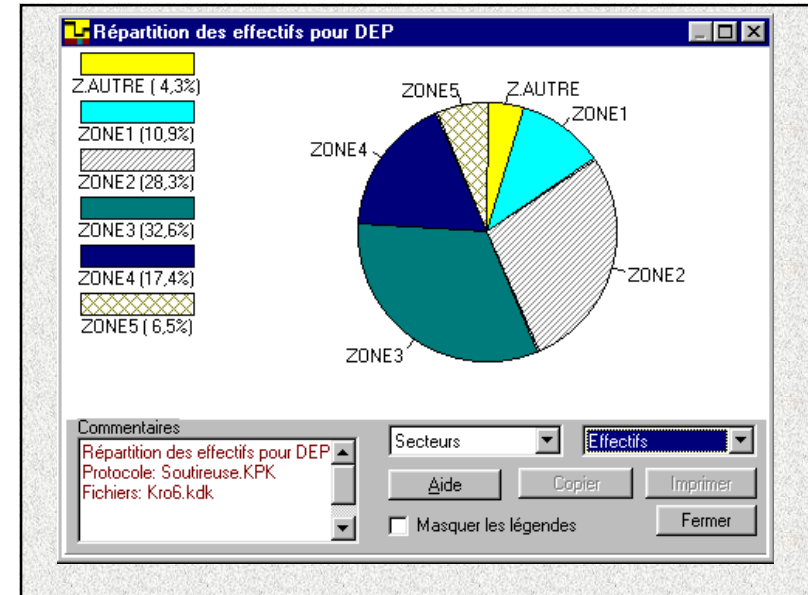 Répartition des effectifs pour DEP
Z.AUTRE ( 4,3%)
ZONE1 (10,9%)
ZONE2 (28,3%)
ZONE3 (32,6%)
ZONE4 (17,4%)
ZONE5 ( 6,5%)
ZONE5
Z.AUTRE
ZONE1
ZONE4
ZONE2
ZONE3
Commentaires
Répartition des effectifs pour DEP
Protocole: Soutireuse.KPK
Fichiers: Kro6.kdk
Secteurs
Effectifs
Aide
Copier
Imprimer
Masquer les légendes
Fermer